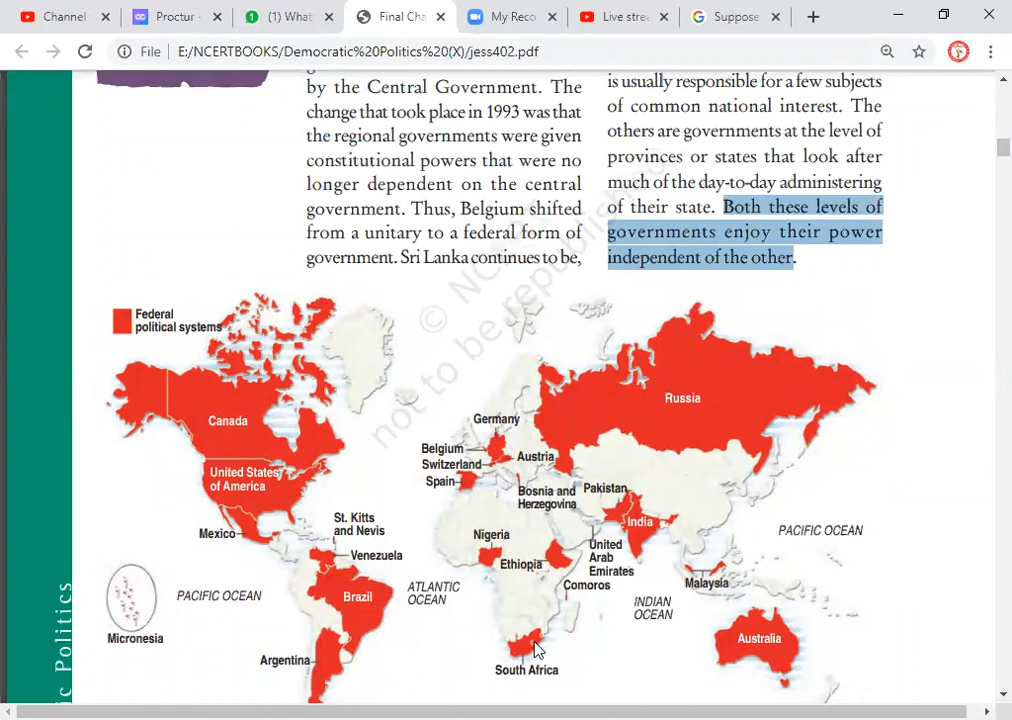 Channel
Proctur -
(1) What
Final Cha
My Reco
Live strea
Suppose
File
E:/NCERTBOOKS/Democratic%20Politics%20(X)/jess402.pdf
by the Central Government. The
change that took place in 1993 was that
the regional governments were given
constitutional powers that were no
longer dependent on the central
government. Thus, Belgium shifted
from a unitary to a federal form of
government. Sri Lanka continues to be,
is usually responsible for a few subjects
of common national interest. The
others are governments at the level of
provinces or states that look after
much of the day-to-day administering
of their state. Both these levels of
governments enjoy their power
independent of the other.
© NCERT
not to be republished
Federal
political systems
Canada
United States
of America
Mexico
St. Kitts
and Nevis
Venezuela
Brazil
Argentina
PACIFIC OCEAN
Micronesia
ATLANTIC
OCEAN
Germany
Belgium
Switzerland
Spain
Austria
Bosnia and
Herzegovina
Russia
Pakistan
India
Nigeria
Ethiopia
United
Arab
Emirates
Comoros
South Africa
INDIAN
OCEAN
Malaysia
PACIFIC OCEAN
Australia
ic Politics